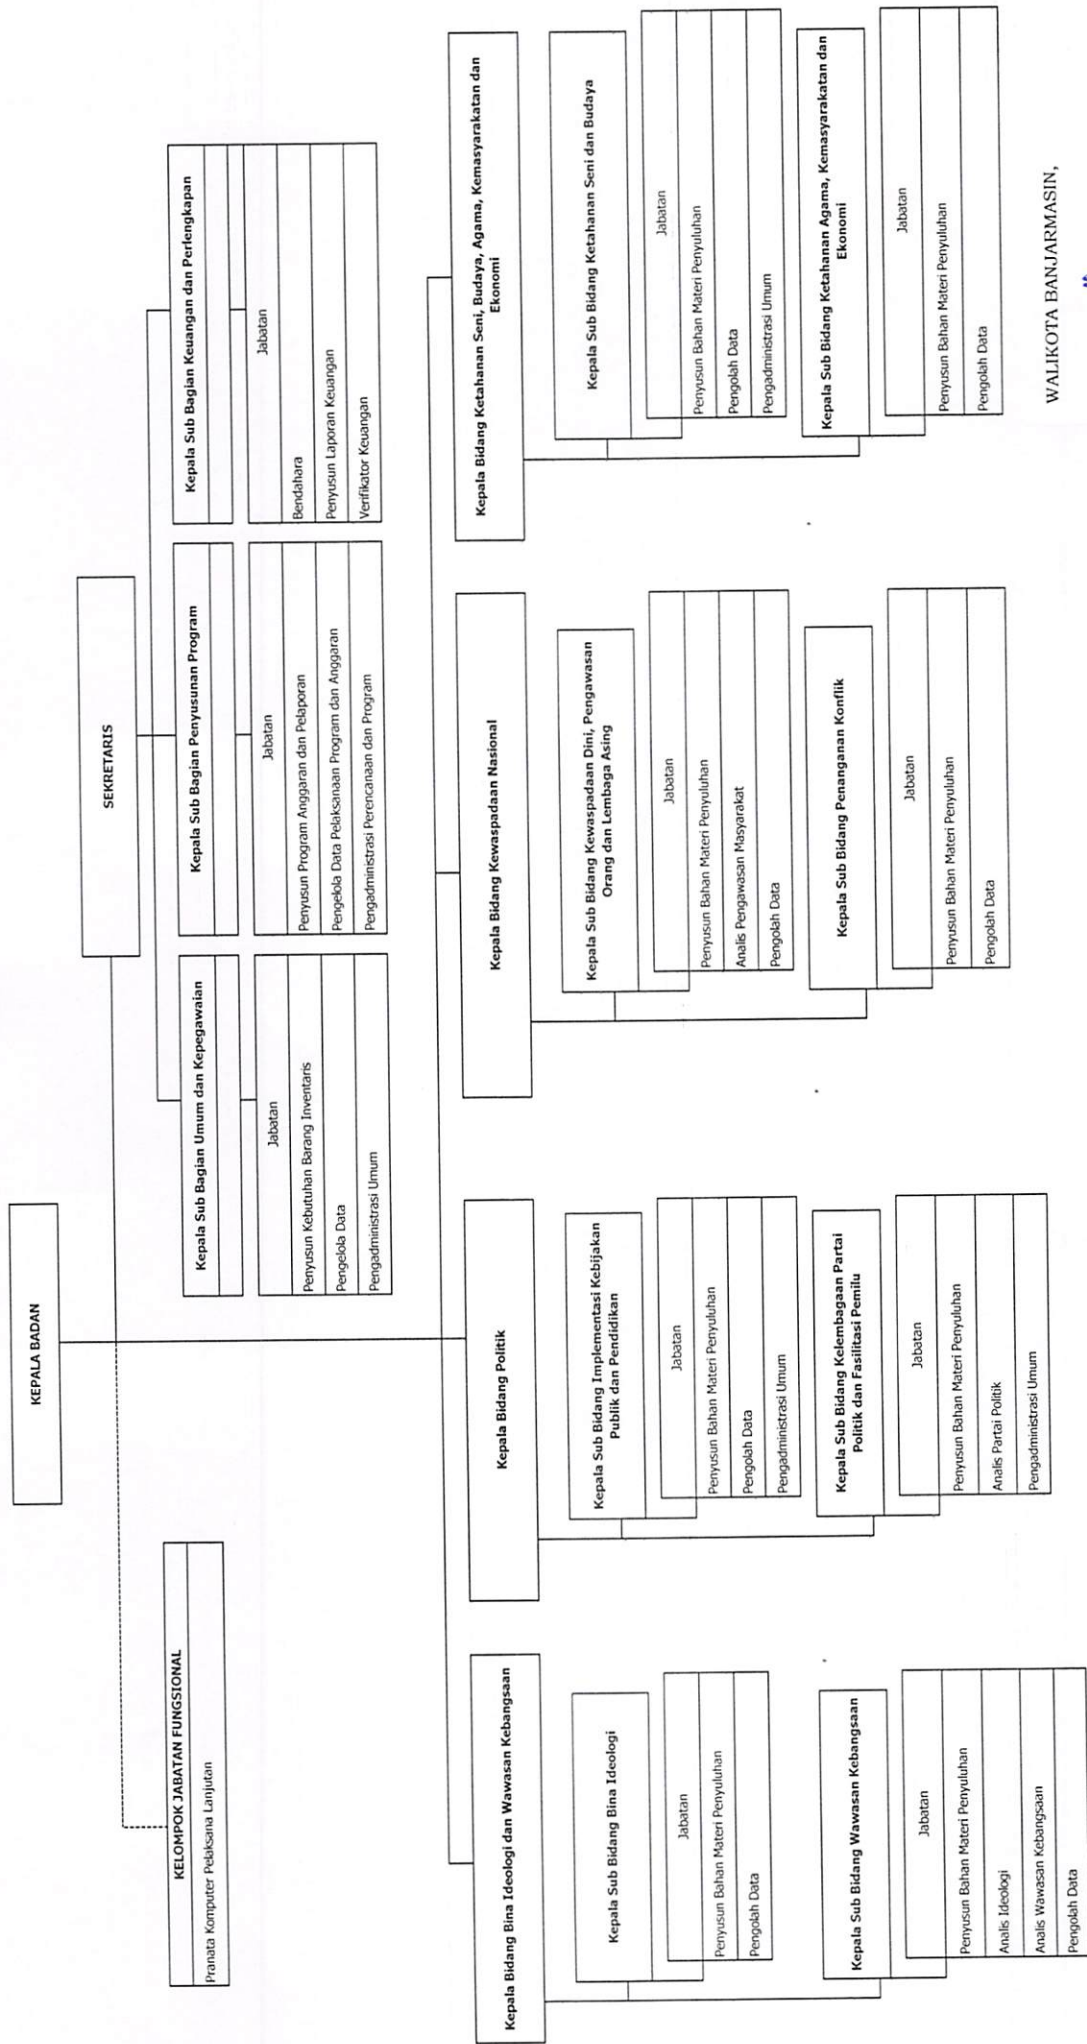 KEPALA BADAN
KELOMPOK JABATAN FUNGSIONAL
Pranata Komputer Pelaksana Lanjutan
SEKRETARIS
Kepala Sub Bagian Umum dan Kepegawaian
Jabatan
Penyusun Kebutuhan Barang Inventaris
Pengelola Data
Pengadministrasi Umum
Kepala Sub Bagian Penyusunan Program
Jabatan
Penyusun Program Anggaran dan Pelaporan
Pengelola Data Pelaksanaan Program dan Anggaran
Pengadministrasi Perencanaan dan Program
Kepala Sub Bagian Keuangan dan Perlengkapan
Jabatan
Bendahara
Penyusun Laporan Keuangan
Verifikator Keuangan
Kepala Bidang Bina Ideologi dan Wawasan Kebangsaan
Kepala Sub Bidang Bina Ideologi
Jabatan
Penyusun Bahan Materi Penyuluhan
Pengolah Data
Kepala Sub Bidang Wawasan Kebangsaan
Jabatan
Penyusun Bahan Materi Penyuluhan
Analis Ideologi
Analis Wawasan Kebangsaan
Pengolah Data
Kepala Bidang Politik
Kepala Sub Bidang Implementasi Kebijakan
Publik dan Pendidikan
Jabatan
Penyusun Bahan Materi Penyuluhan
Pengolah Data
Pengadministrasi Umum
Kepala Sub Bidang Kelembagaan Partai
Politik dan Fasilitasi Pemilu
Jabatan
Penyusun Bahan Materi Penyuluhan
Analis Partai Politik
Pengadministrasi Umum
Kepala Bidang Kewaspadaan Nasional
Kepala Sub Bidang Kewaspadaan Dini, Pengawasan
Orang dan Lembaga Asing
Jabatan
Penyusun Bahan Materi Penyuluhan
Analis Pengawasan Masyarakat
Pengolah Data
Kepala Sub Bidang Penanganan Konflik
Jabatan
Penyusun Bahan Materi Penyuluhan
Pengolah Data
Kepala Bidang Ketahanan Seni, Budaya, Agama, Kemasyarakatan dan
Ekonomi
Kepala Sub Bidang Ketahanan Seni dan Budaya
Jabatan
Penyusun Bahan Materi Penyuluhan
Pengolah Data
Pengadministrasi Umum
Kepala Sub Bidang Ketahanan Agama, Kemasyarakatan dan
Ekonomi
Jabatan
Penyusun Bahan Materi Penyuluhan
Pengolah Data
WALIKOTA BANJARMASIN,